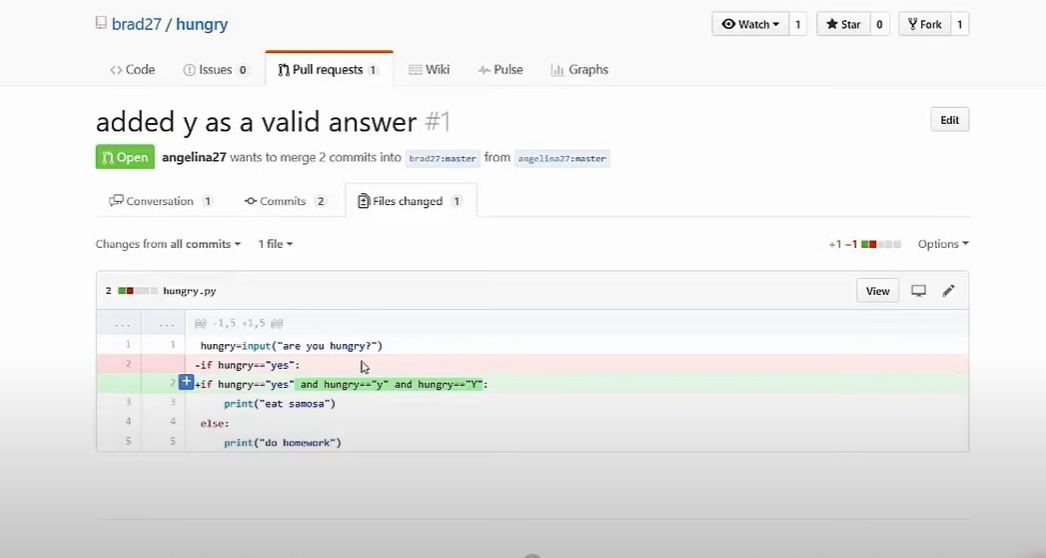 brad27 / hungry
Watch 1 Star 0 Fork 1
Code Issues 0 Pull requests 1 Wiki Pulse Graphs
added y as a valid answer #1
Edit
Open angelina27 wants to merge 2 commits into brad27:master from angelina27:master
Conversation 1 Commits 2 Files changed 1
Changes from all commits 1 file +1 −1 Options
2 hungry.py View
... ... @@ -1,5 +1,5 @@
1 1 hungry=input("are you hungry?")
2 -if hungry=="yes":
2 +if hungry=="yes" and hungry=="y" and hungry=="Y":
3 3 print("eat samosa")
4 4 else:
5 5 print("do homework")